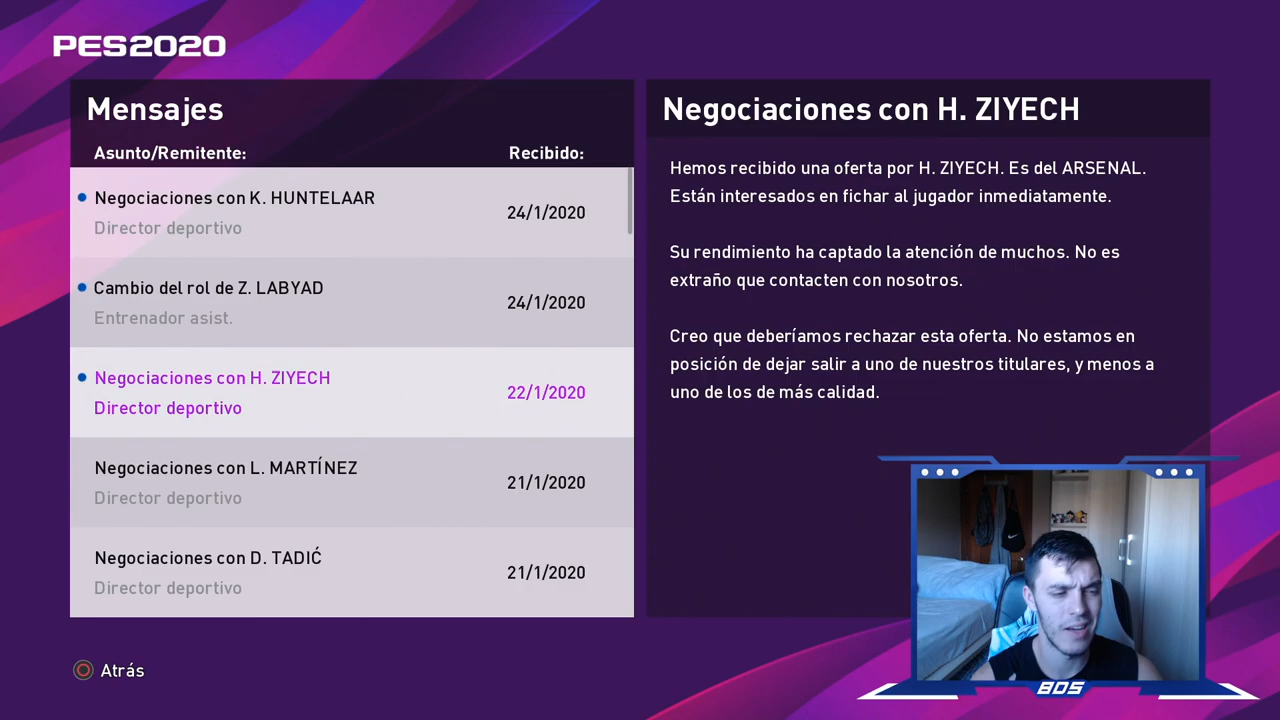 PES2020
Mensajes
Asunto/Remitente: Recibido:
Negociaciones con K. HUNTELAAR
Director deportivo
24/1/2020
Cambio del rol de Z. LABYAD
Entrenador asist.
24/1/2020
Negociaciones con H. ZIYECH
Director deportivo
22/1/2020
Negociaciones con L. MARTÍNEZ
Director deportivo
21/1/2020
Negociaciones con D. TADIĆ
Director deportivo
21/1/2020
Negociaciones con H. ZIYECH
Hemos recibido una oferta por H. ZIYECH. Es del ARSENAL.
Están interesados en fichar al jugador inmediatamente.
Su rendimiento ha captado la atención de muchos. No es
extraño que contacten con nosotros.
Creo que deberíamos rechazar esta oferta. No estamos en
posición de dejar salir a uno de nuestros titulares, y menos a
uno de los de más calidad.
Atrás
BDS